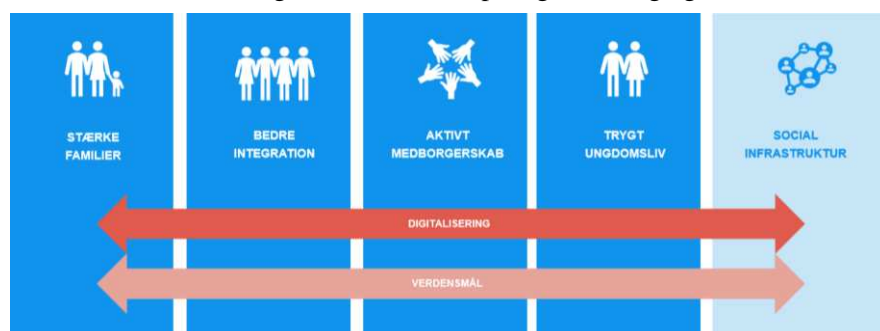 STÆRKE
FAMILIER
BEDRE
INTEGRATION
AKTIVT
MEDBORGERSKAB
TRYGT
UNGDOMSLIV
SOCIAL
INFRASTRUKTUR
DIGITALISERING
VERDENSMÅL